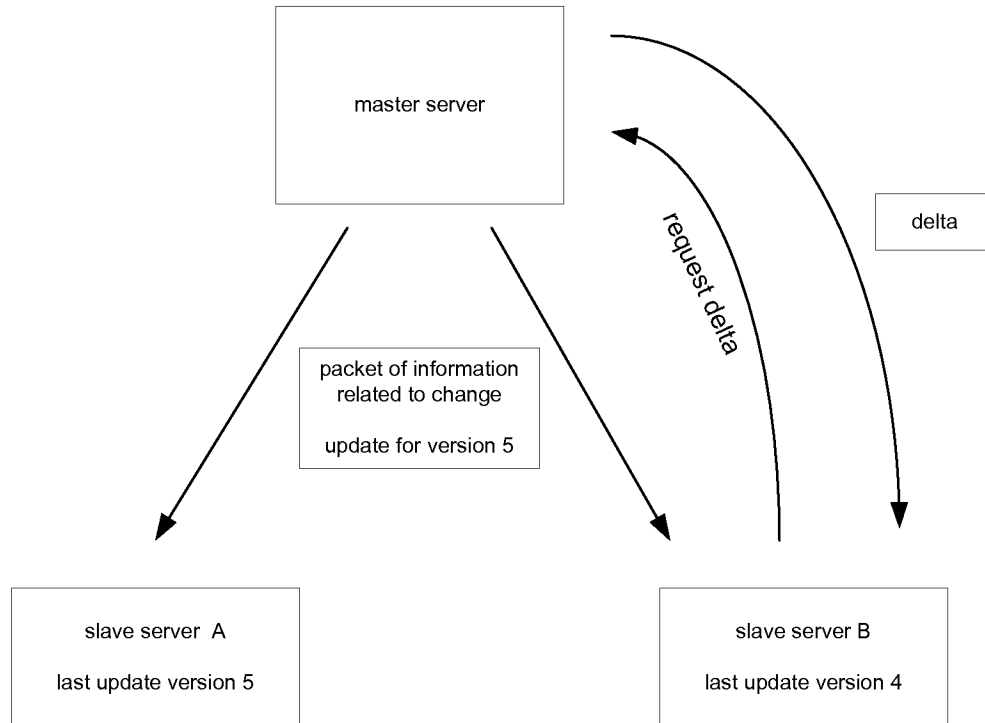 master server
delta
request delta
packet of information
related to change
update for version 5
slave server A
last update version 5
slave server B
last update version 4